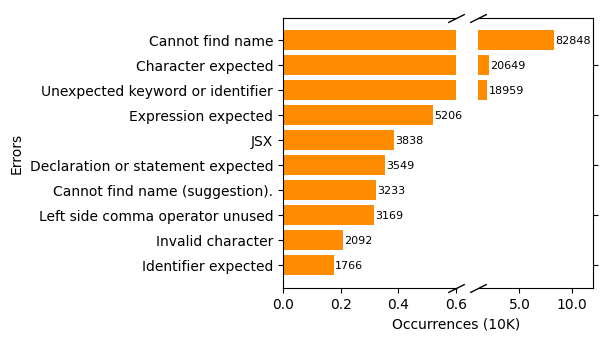 Errors
Cannot find name 82848
Character expected 20649
Unexpected keyword or identifier 18959
Expression expected 5206
JSX 3838
Declaration or statement expected 3549
Cannot find name (suggestion). 3233
Left side comma operator unused 3169
Invalid character 2092
Identifier expected 1766
0.0 0.2 0.4 0.6 5.0 10.0
Occurrences (10K)